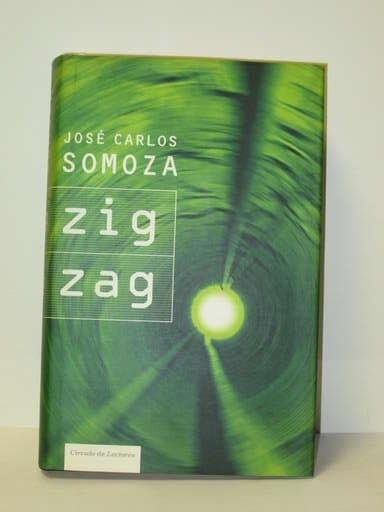 JOSÉ CARLOS
SOMOZA
zig
zag
Círculo de Lectores